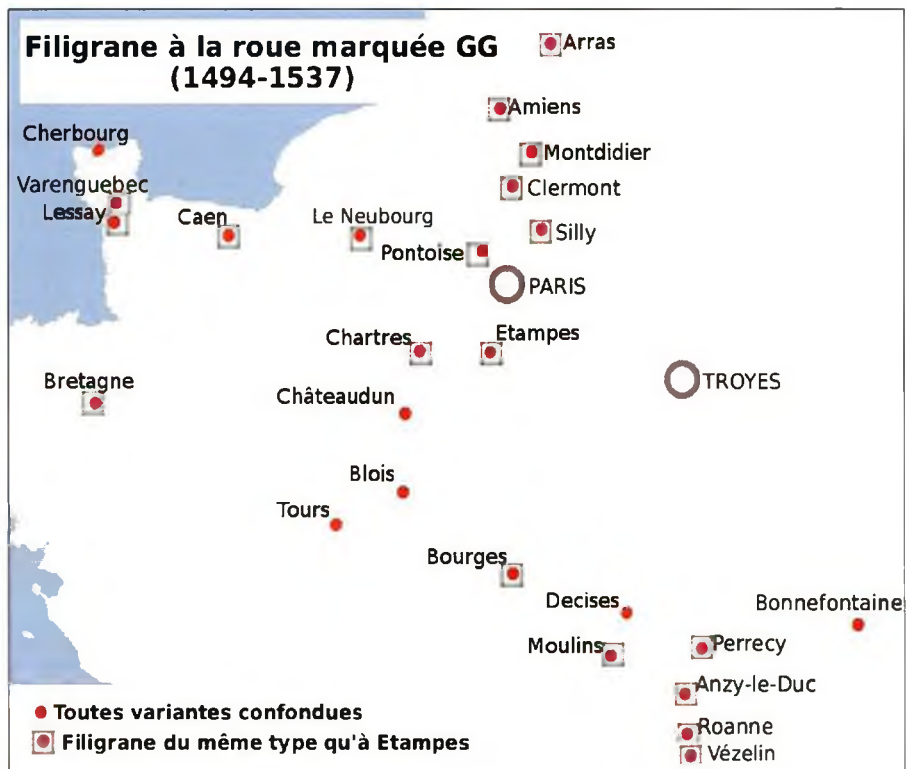 Filigrane à la roue marquée GG
(1494-1537)
Arras
Amiens
Cherbourg
Montdidier
Varenguebec
Clermont
Lessay
Caen
Le Neubourg
Silly
Pontoise
PARIS
Chartres
Etampes
Bretagne
TROYES
Châteaudun
Blois
Tours
Bourges
Decises
Bonnefontaine
Moulins
Perrecy
Anzy-le-Duc
Toutes variantes confondues
Roanne
Filigrane du même type qu'à Etampes
Vézelin